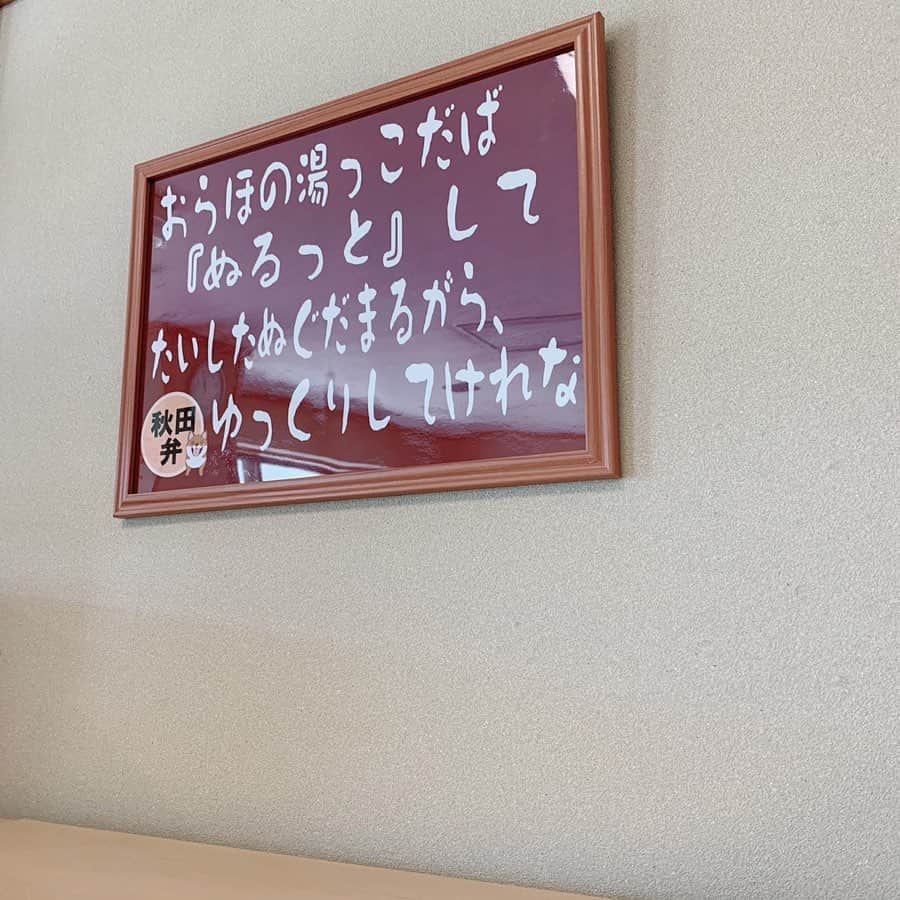 おらほの湯っこだば
『ぬるっと』して
たいしたぬぐだまるがら、
ゆっくりしてけれな
秋田
弁